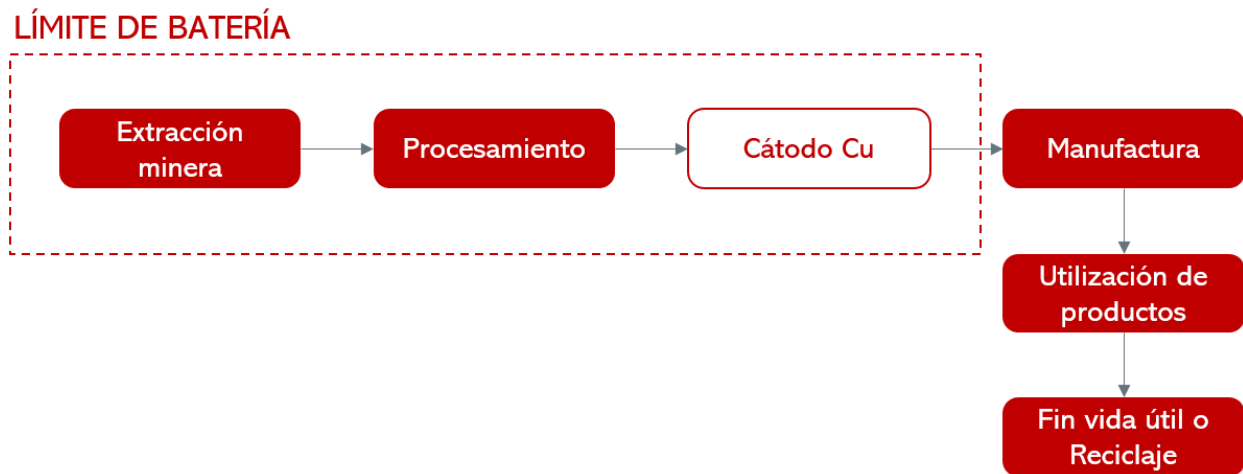 LÍMITE DE BATERÍA
Extracción
minera
Procesamiento
Cátodo Cu
Manufactura
Utilización de
productos
Fin vida útil o
Reciclaje